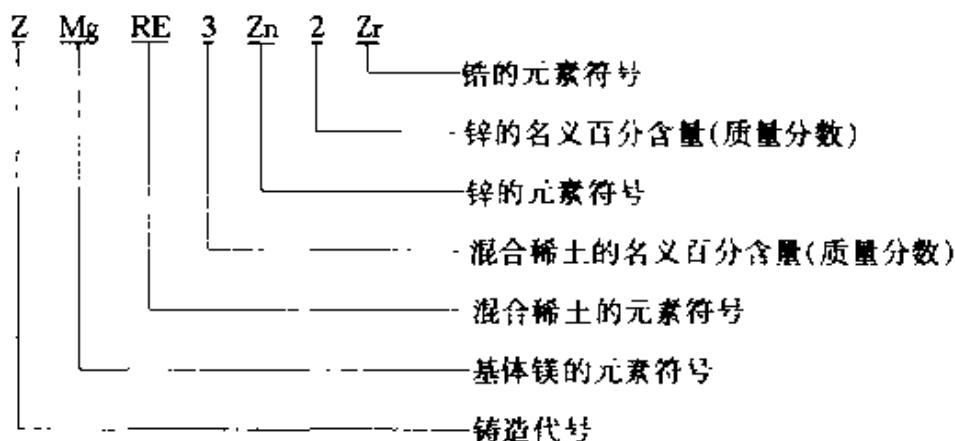 Z Mg RE 3 Zn 2 Zr
锆的元素符号
锌的名义百分含量(质量分数)
锌的元素符号
混合稀土的名义百分含量(质量分数)
混合稀土的元素符号
基体镁的元素符号
铸造代号